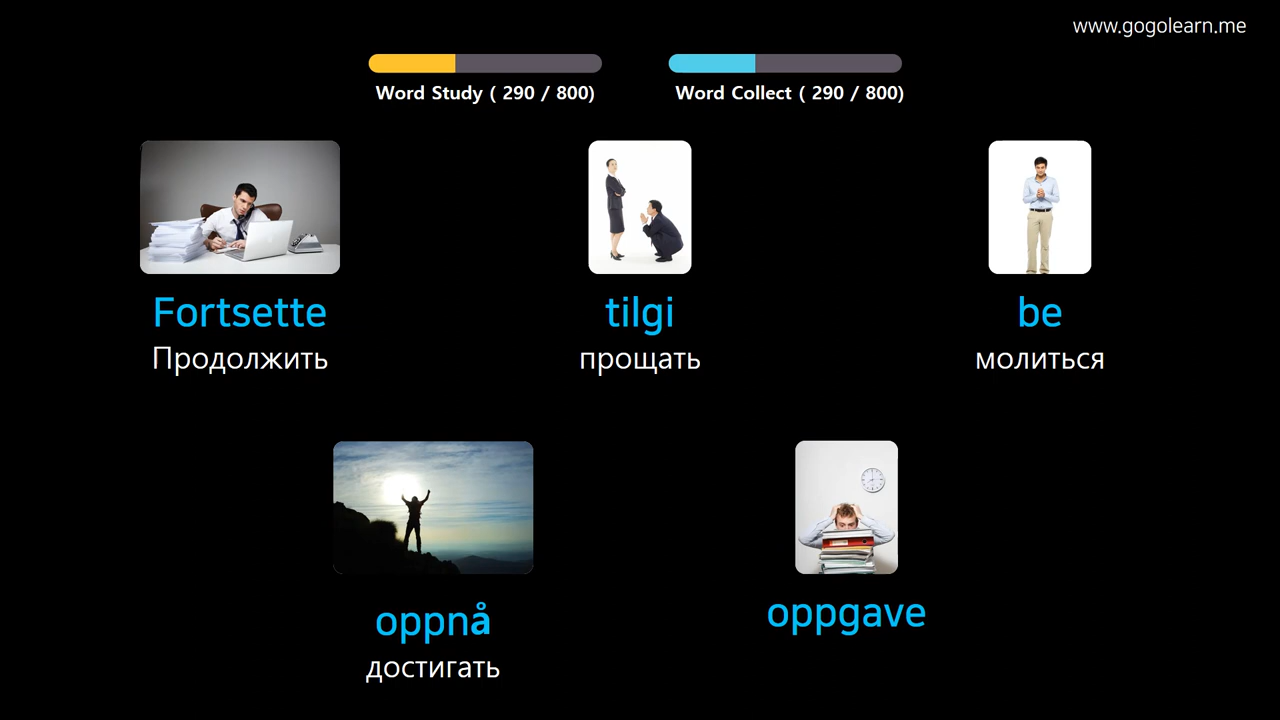 www.gogolearn.me
Word Study ( 290 / 800)
Word Collect ( 290 / 800)
Fortsette
Продолжить
tilgi
прощать
be
молиться
oppnå
достигать
oppgave